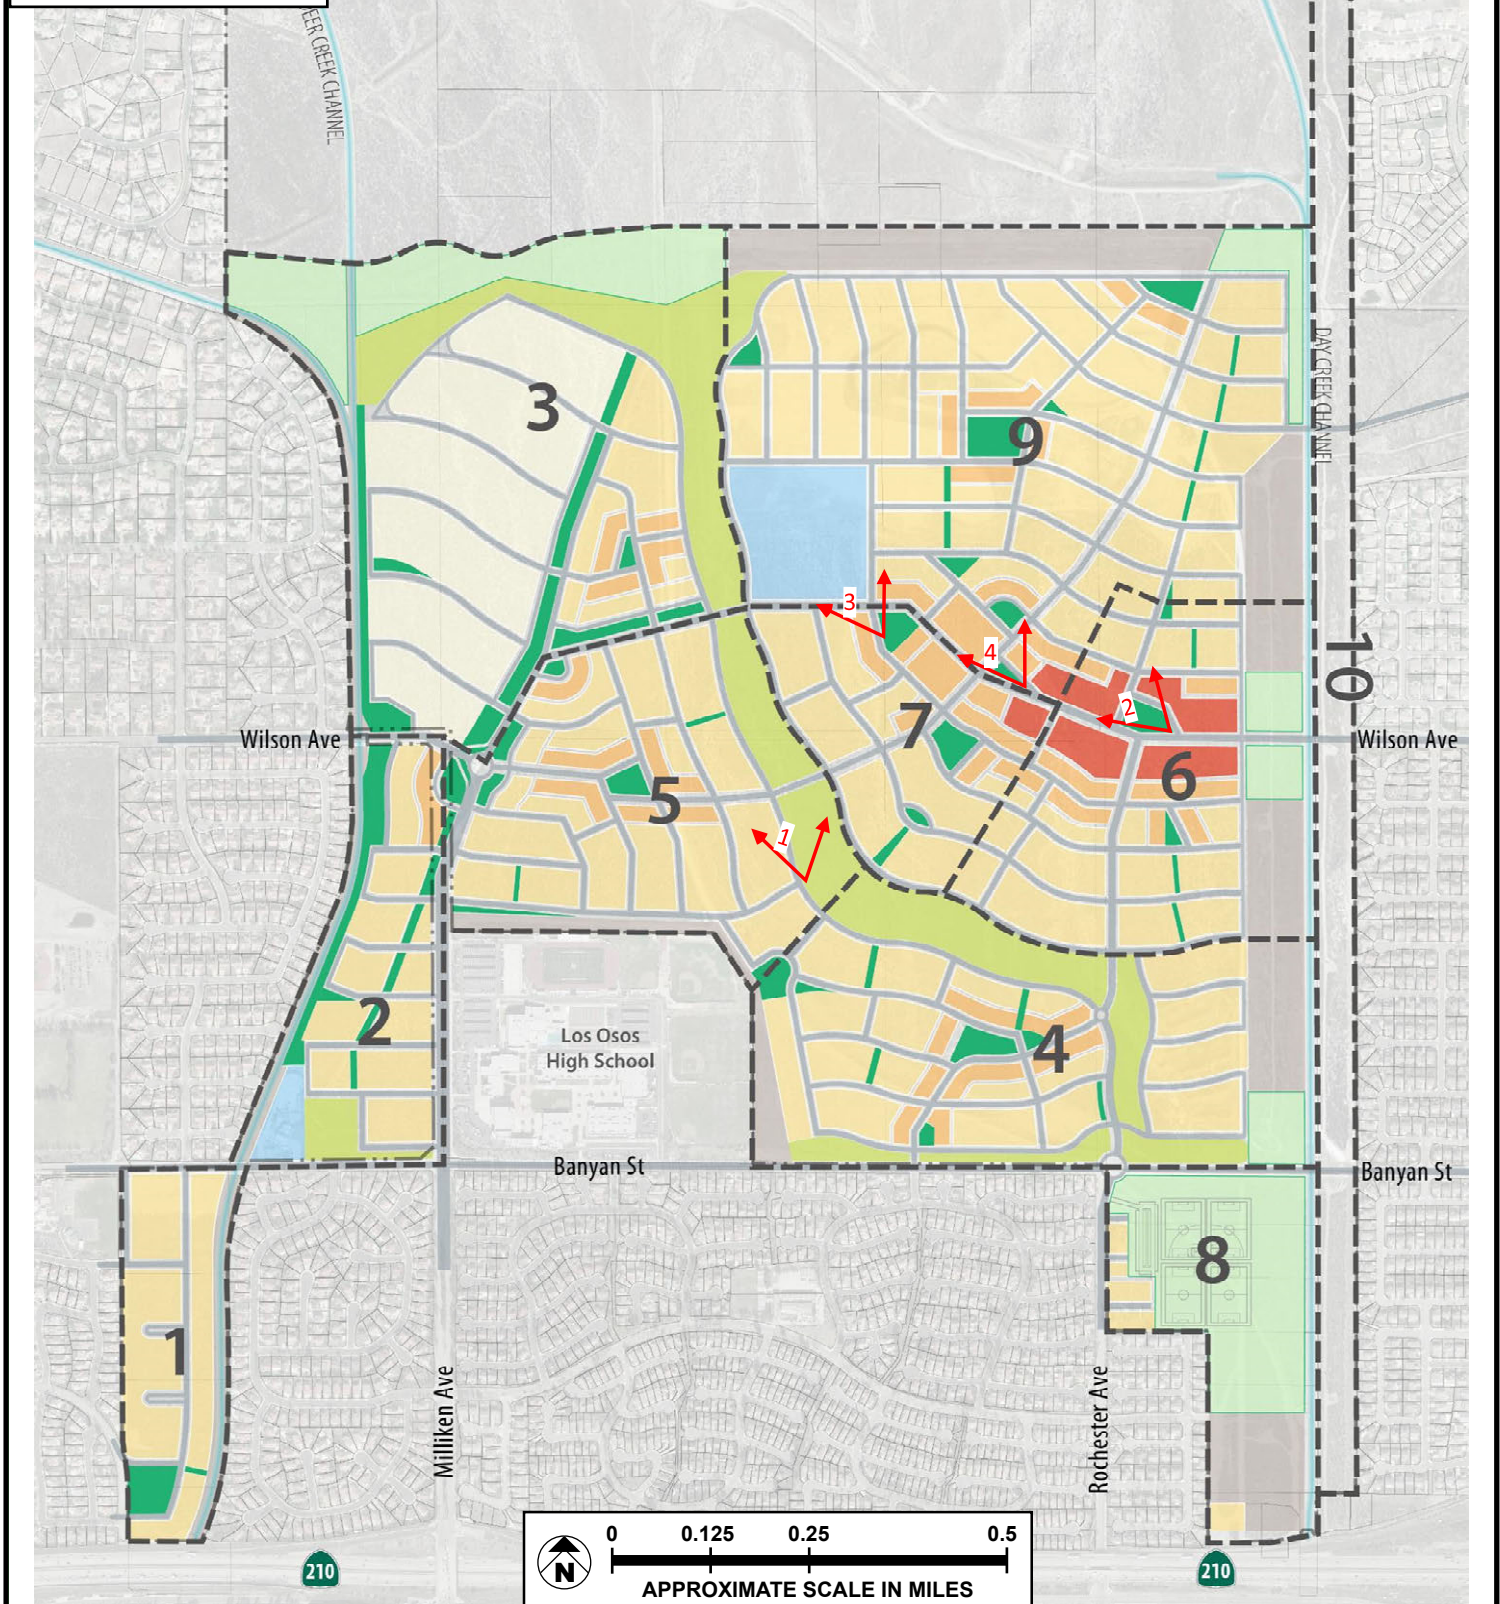 DEER CREEK CHANNEL
DAY CREEK CHANNEL
3
9
3
4
10
2
7
Wilson Ave
Wilson Ave
6
5
1
2
Los Osos
High School
4
Banyan St
Banyan St
8
1
Milliken Ave
Rochester Ave
0 0.125 0.25 0.5
N
APPROXIMATE SCALE IN MILES
210
210